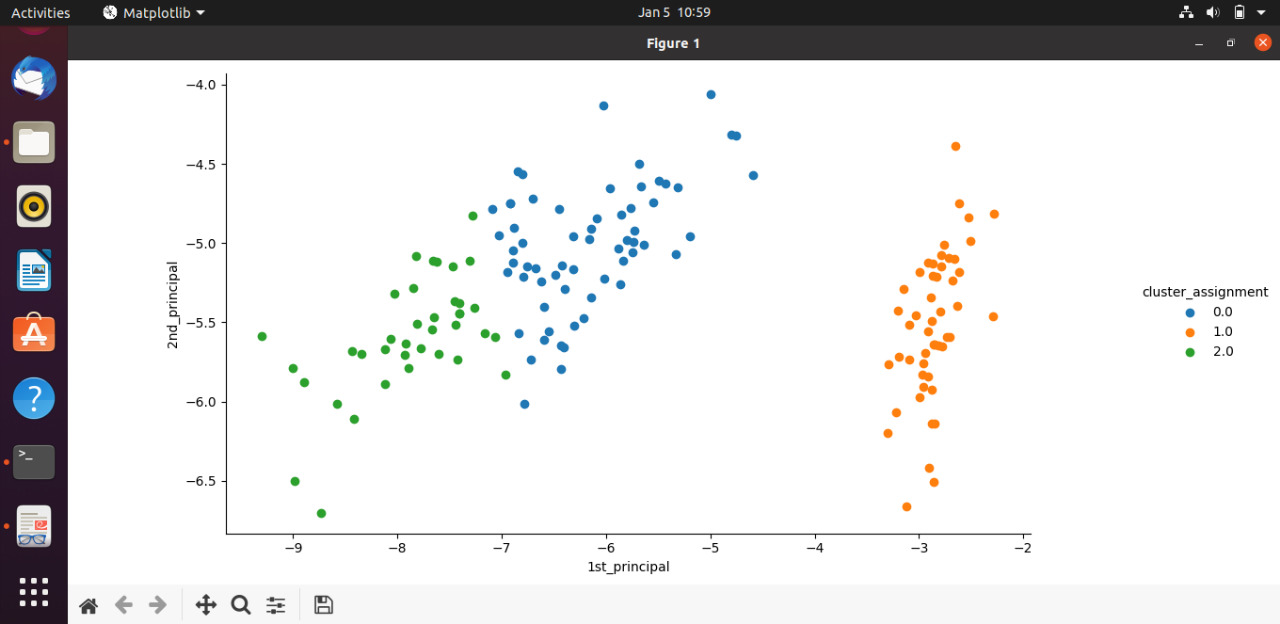 Activities Matplotlib Jan 5 10:59
Figure 1
−4.0
−4.5
−5.0
−5.5
−6.0
−6.5
2nd_principal
−9 −8 −7 −6 −5 −4 −3 −2
1st_principal
cluster_assignment
0.0
1.0
2.0